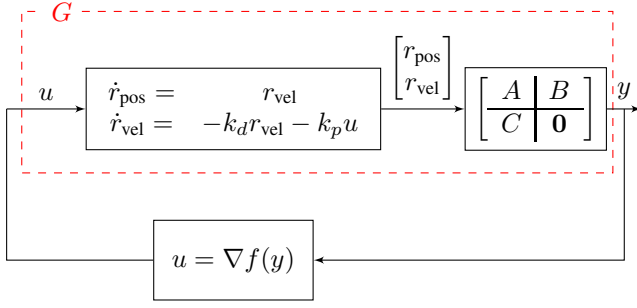 G
u
ṙ_pos = r_vel
ṙ_vel = −k_d r_vel − k_p u
[r_pos
r_vel]
[A | B
C | 0]
y
u = ∇f(y)